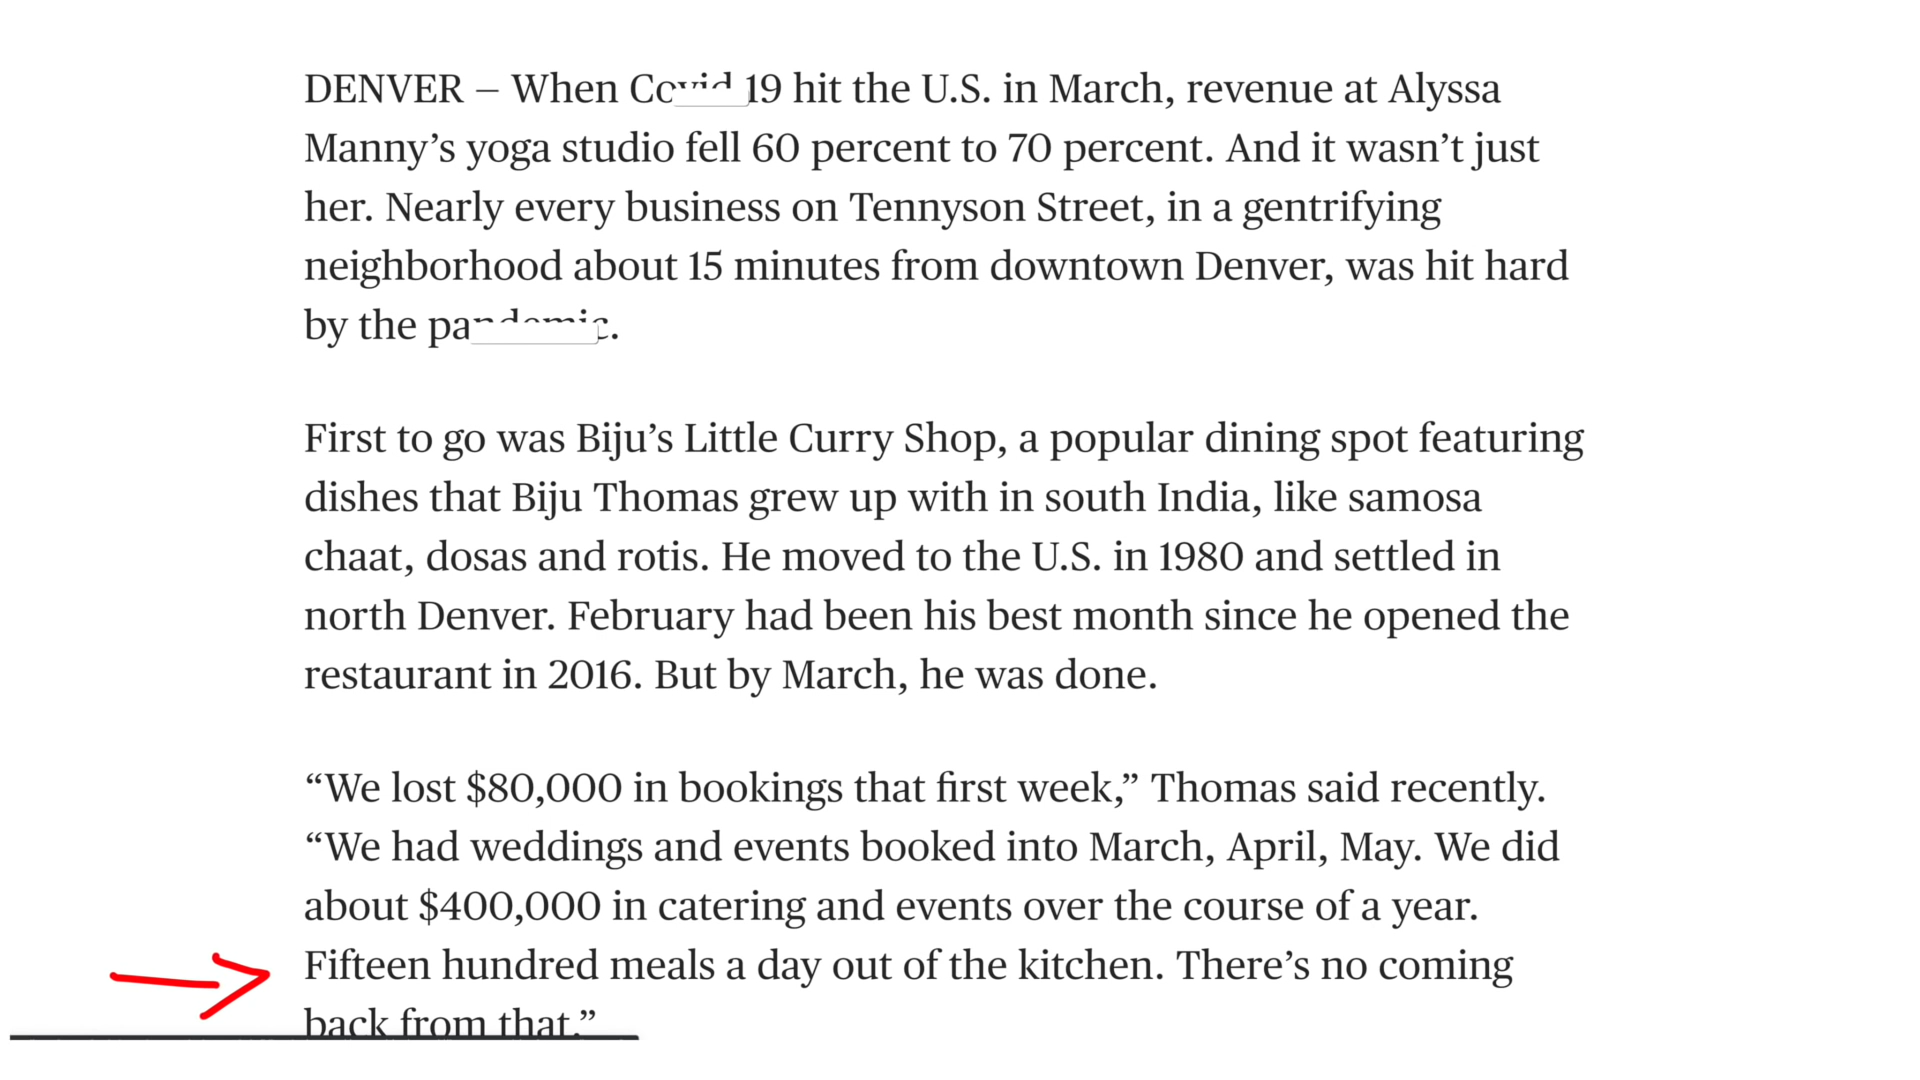 DENVER — When Covid 19 hit the U.S. in March, revenue at Alyssa
Manny’s yoga studio fell 60 percent to 70 percent. And it wasn’t just
her. Nearly every business on Tennyson Street, in a gentrifying
neighborhood about 15 minutes from downtown Denver, was hit hard
by the pandemic.
First to go was Biju’s Little Curry Shop, a popular dining spot featuring
dishes that Biju Thomas grew up with in south India, like samosa
chaat, dosas and rotis. He moved to the U.S. in 1980 and settled in
north Denver. February had been his best month since he opened the
restaurant in 2016. But by March, he was done.
“We lost $80,000 in bookings that first week,” Thomas said recently.
“We had weddings and events booked into March, April, May. We did
about $400,000 in catering and events over the course of a year.
Fifteen hundred meals a day out of the kitchen. There’s no coming
back from that.”